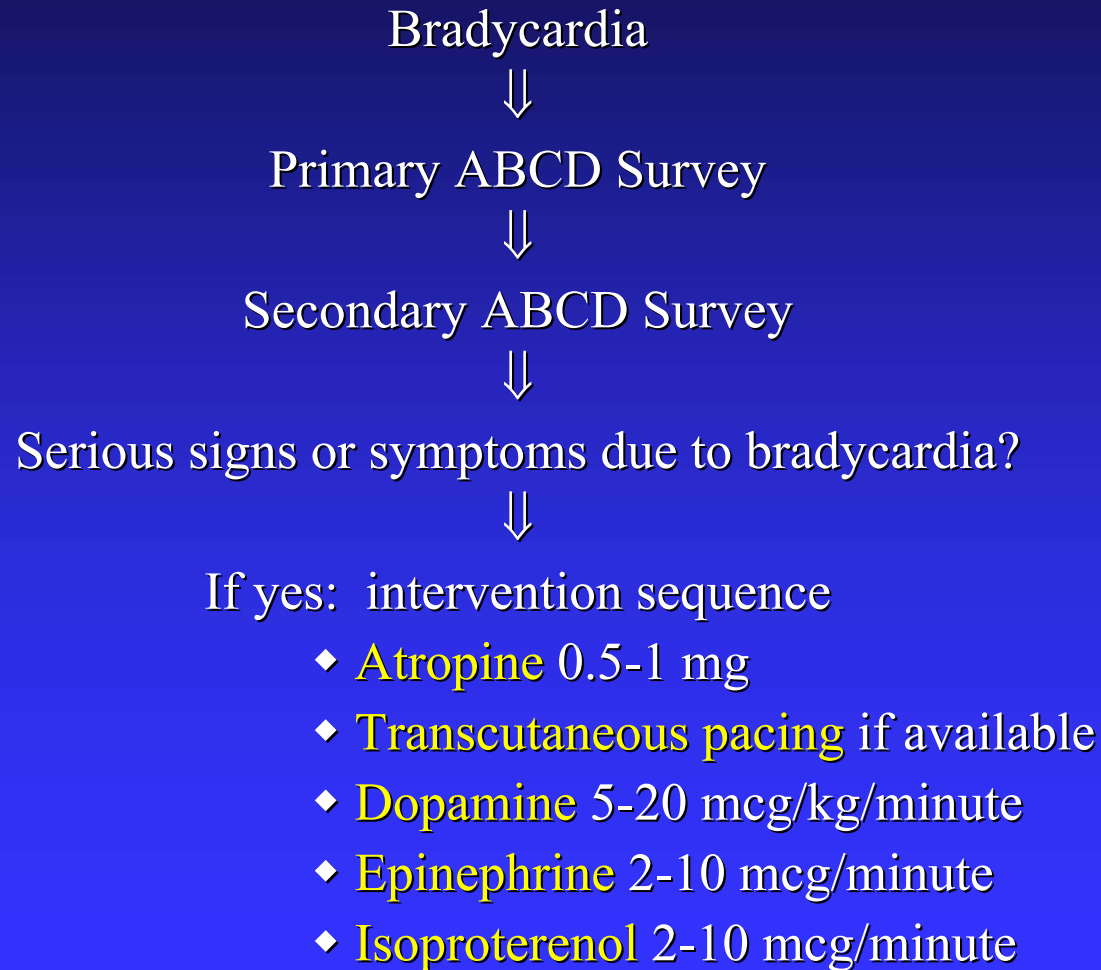 Bradycardia
⇓
Primary ABCD Survey
⇓
Secondary ABCD Survey
⇓
Serious signs or symptoms due to bradycardia?
⇓
If yes: intervention sequence
◆ Atropine 0.5-1 mg
◆ Transcutaneous pacing if available
◆ Dopamine 5-20 mcg/kg/minute
◆ Epinephrine 2-10 mcg/minute
◆ Isoproterenol 2-10 mcg/minute